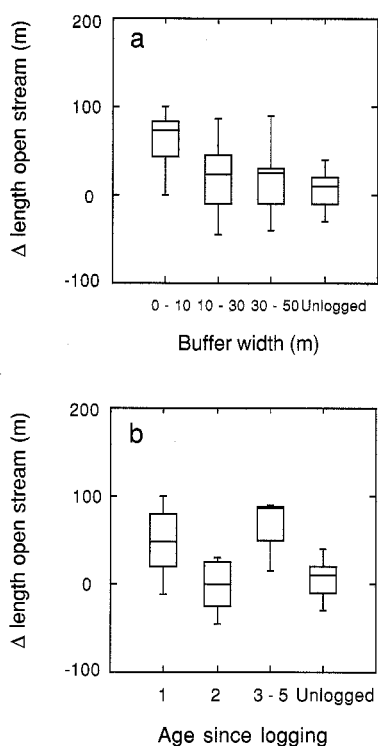 a
Δ length open stream (m)
200
100
0
-100
0 - 10 10 - 30 30 - 50 Unlogged
Buffer width (m)
b
Δ length open stream (m)
200
100
0
-100
1 2 3 - 5 Unlogged
Age since logging